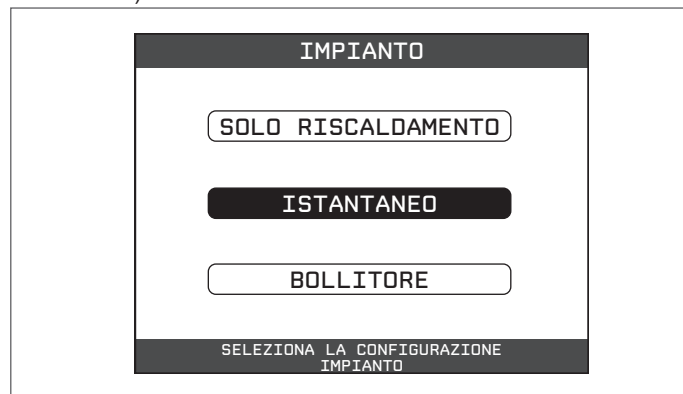 IMPIANTO
SOLO RISCALDAMENTO
ISTANTANEO
BOLLITORE
SELEZIONA LA CONFIGURAZIONE
IMPIANTO